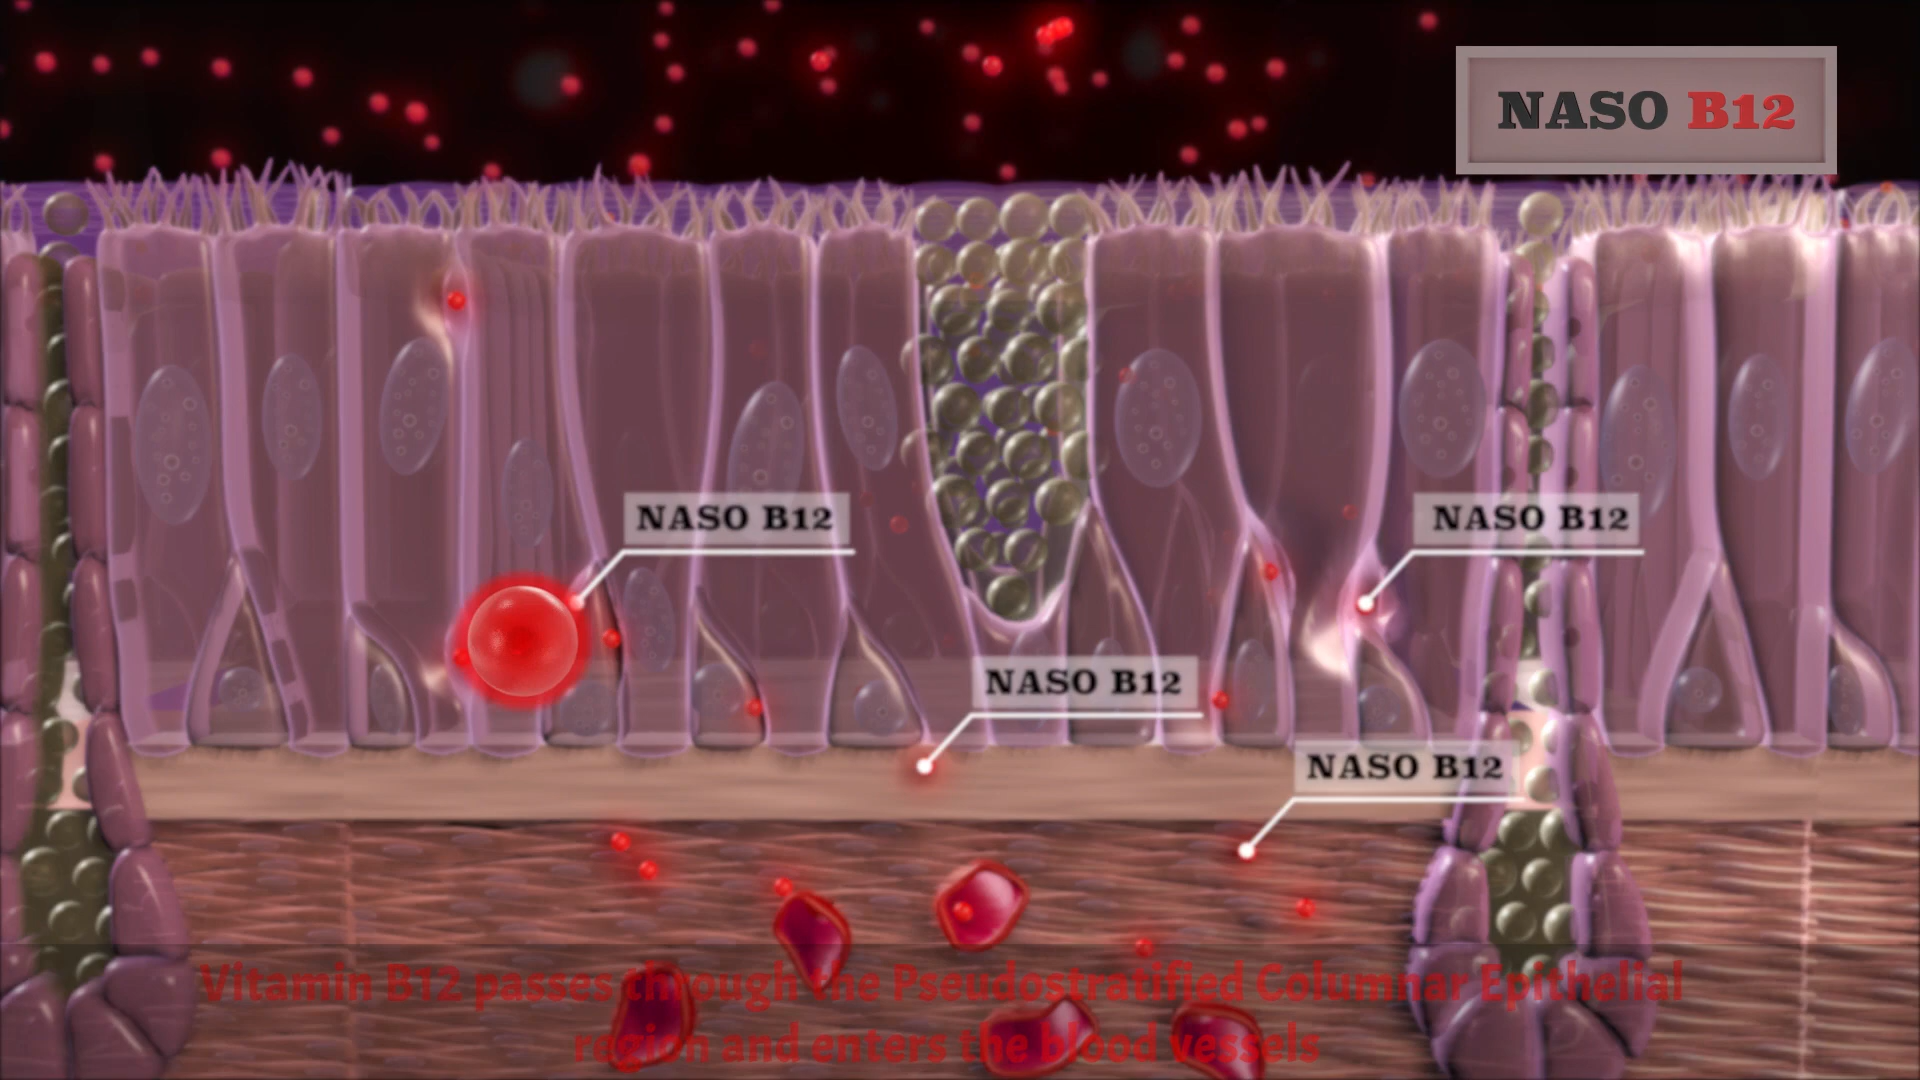 NASO B12
NASO B12
NASO B12
NASO B12
NASO B12
Vitamin B12 passes through the Pseudostratified Columnar Epithelial
region and enters the blood vessels